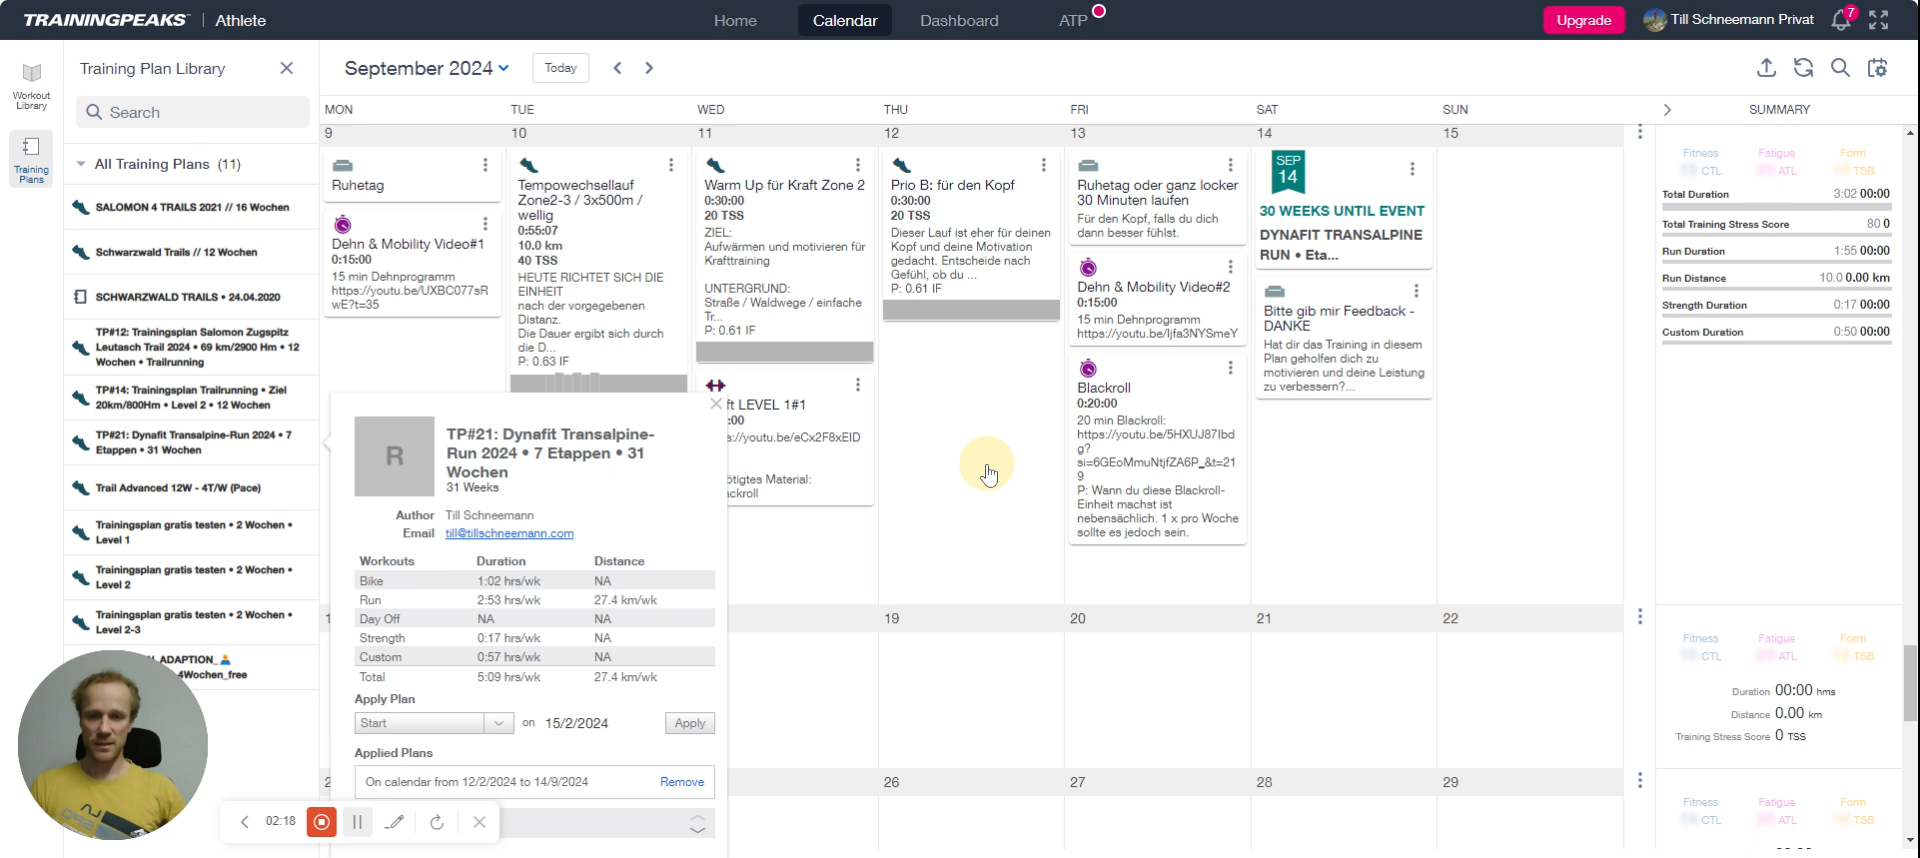 TRAININGPEAKS Athlete
Home
Calendar
Dashboard
ATP
Upgrade
Till Schneemann Privat
7
Workout
Library
Training
Plans
Training Plan Library
Search
All Training Plans (11)
SALOMON 4 TRAILS 2021 // 16 Wochen
Schwarzwald Trails // 12 Wochen
SCHWARZWALD TRAILS • 24.04.2020
TP#12: Trainingsplan Salomon Zugspitz
Leutasch Trail 2024 • 69 km/2900 Hm • 12
Wochen • Trailrunning
TP#14: Trainingsplan Trailrunning • Ziel
20km/800Hm • Level 2 • 12 Wochen
TP#21: Dynafit Transalpine-Run 2024 • 7
Etappen • 31 Wochen
Trail Advanced 12W - 4T/W (Pace)
Trainingsplan gratis testen • 2 Wochen •
Level 1
Trainingsplan gratis testen • 2 Wochen •
Level 2
Trainingsplan gratis testen • 2 Wochen •
Level 2-3
ADAPTION_
4Wochen_free
September 2024
Today
MON TUE WED THU FRI SAT SUN
SUMMARY
9 10 11 12 13 14 15
Ruhetag
Dehn & Mobility Video#1
0:15:00
15 min Dehnprogramm
https://youtu.be/UXBC077sR
wE?t=35
Tempowechsellauf
Zone2-3 / 3x500m /
wellig
0:55:07
10.0 km
40 TSS
HEUTE RICHTET SICH DIE
EINHEIT
nach der vorgegebenen
Distanz.
Die Dauer ergibt sich durch
die D...
P: 0.63 IF
Warm Up für Kraft Zone 2
0:30:00
20 TSS
ZIEL:
Aufwärmen und motivieren für
Krafttraining
UNTERGRUND:
Straße / Waldwege / einfache
Tr...
P: 0.61 IF
ft LEVEL 1#1
:00
s://youtu.be/eCx2F8xEID
ötigtes Material:
ackroll
Prio B: für den Kopf
0:30:00
20 TSS
Dieser Lauf ist eher für deinen
Kopf und deine Motivation
gedacht. Entscheide nach
Gefühl, ob du ...
P: 0.61 IF
Ruhetag oder ganz locker
30 Minuten laufen
Für den Kopf, falls du dich
dann besser fühlst.
Dehn & Mobility Video#2
0:15:00
15 min Dehnprogramm
https://youtu.be/ljfa3NYSmeY
Blackroll
0:20:00
20 min Blackroll:
https://youtu.be/5HXUJ87lbd
g?
si=6GEoMmuNtjfZA6P_&t=21
9
P: Wann du diese Blackroll-
Einheit machst ist
nebensächlich. 1 x pro Woche
sollte es jedoch sein.
SEP
14
30 WEEKS UNTIL EVENT
DYNAFIT TRANSALPINE
RUN • Eta...
Bitte gib mir Feedback -
DANKE
Hat dir das Training in diesem
Plan geholfen dich zu
motivieren und deine Leistung
zu verbessern?...
TP#21: Dynafit Transalpine-
Run 2024 • 7 Etappen • 31
Wochen
31 Weeks
R
Author Till Schneemann
Email till@tillschneemann.com
Workouts Duration Distance
Bike 1:02 hrs/wk NA
Run 2:53 hrs/wk 27.4 km/wk
Day Off NA NA
Strength 0:17 hrs/wk NA
Custom 0:57 hrs/wk NA
Total 5:09 hrs/wk 27.4 km/wk
Apply Plan
Start on 15/2/2024 Apply
Applied Plans
On calendar from 12/2/2024 to 14/9/2024 Remove
02:18
1 19 20 21 22
2 26 27 28 29
Fitness Fatigue Form
CTL ATL TSB
Total Duration 3:02 00:00
Total Training Stress Score 80 0
Run Duration 1:55 00:00
Run Distance 10.0 0.00 km
Strength Duration 0:17 00:00
Custom Duration 0:50 00:00
Fitness Fatigue Form
CTL ATL TSB
Duration 00:00 hms
Distance 0.00 km
Training Stress Score 0 TSS
Fitness Fatigue Form
CTL ATL TSB